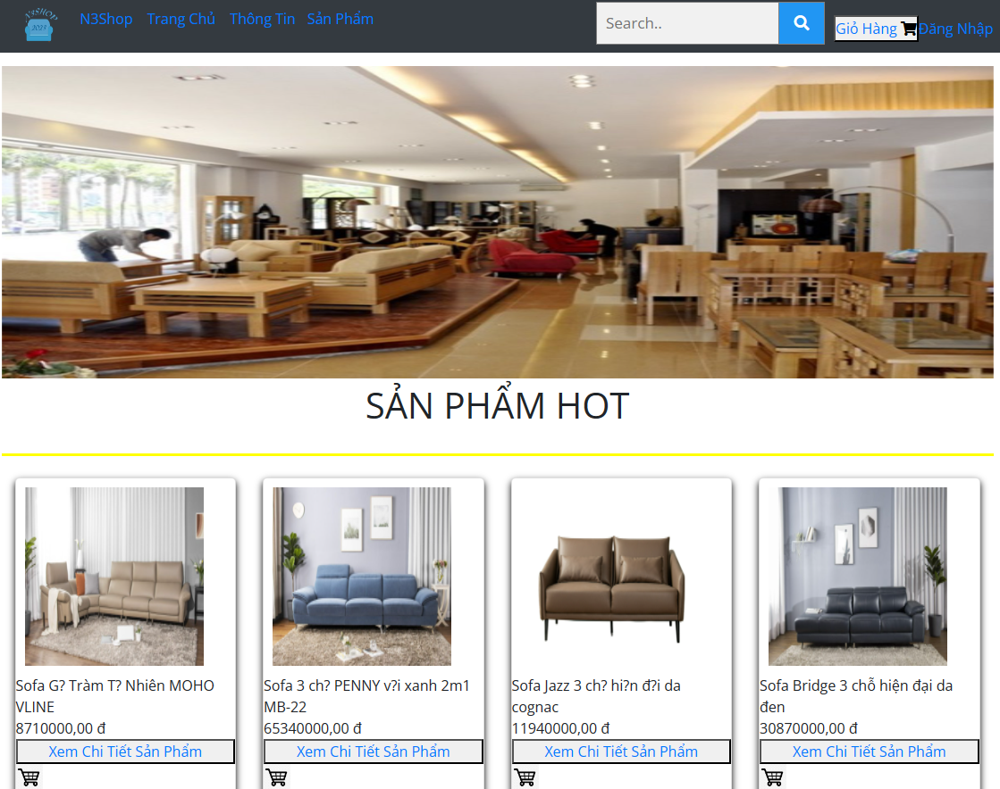 N3SHOP
2023
N3Shop Trang Chủ Thông Tin Sản Phẩm
Search..
Giỏ Hàng Đăng Nhập
SẢN PHẨM HOT
Sofa G? Tràm T? Nhiên MOHO
VLINE
8710000,00 đ
Xem Chi Tiết Sản Phẩm
Sofa 3 ch? PENNY v?i xanh 2m1
MB-22
65340000,00 đ
Xem Chi Tiết Sản Phẩm
Sofa Jazz 3 ch? hi?n đ?i da
cognac
11940000,00 đ
Xem Chi Tiết Sản Phẩm
Sofa Bridge 3 chỗ hiện đại da
đen
30870000,00 đ
Xem Chi Tiết Sản Phẩm